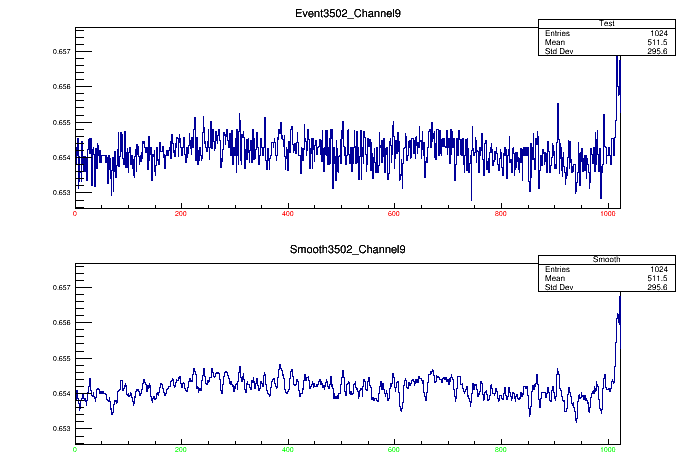 Event3502_Channel9
Test
Entries 1024
Mean 511.5
Std Dev 295.6
0.657
0.656
0.655
0.654
0.653
0 200 400 600 800 1000
Smooth3502_Channel9
Smooth
Entries 1024
Mean 511.5
Std Dev 295.6
0.657
0.656
0.655
0.654
0.653
0 200 400 600 800 1000